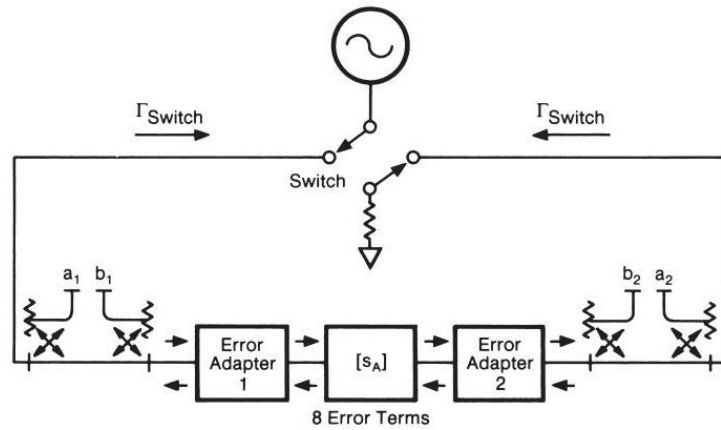 Γ Switch
Γ Switch
Switch
a1 b1
b2 a2
Error
Adapter
1
[SA]
Error
Adapter
2
8 Error Terms